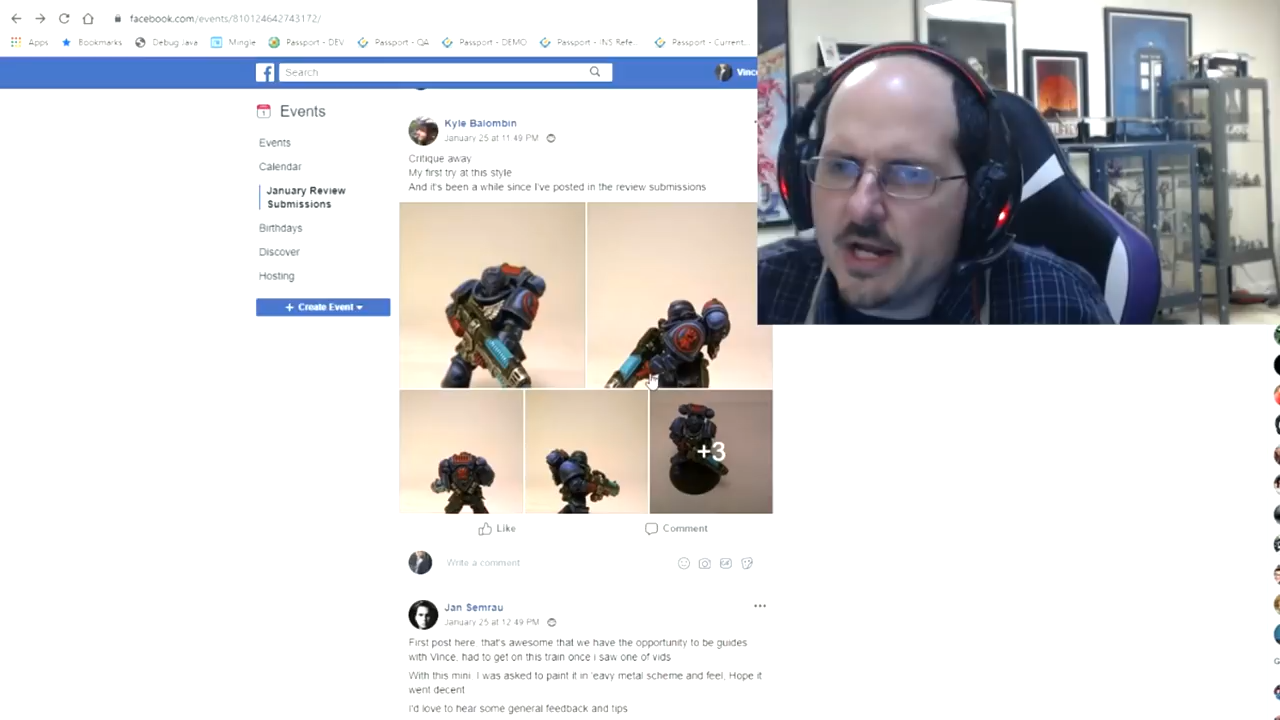 facebook.com/events/810124642743172/
Apps Bookmarks Debug Java Mingle Passport - DEV Passport - QA Passport - DEMO Passport - INS Refe... Passport - Current...
Search
Vinc
Events
Events
Calendar
January Review
Submissions
Birthdays
Discover
Hosting
+ Create Event
Kyle Balombin
January 25 at 11:49 PM
Critique away
My first try at this style
And it's been a while since I've posted in the review submissions
+3
Like Comment
Write a comment
Jan Semrau
January 25 at 12:49 PM
First post here that's awesome that we have the opportunity to be guides
with Vince, had to get on this train once i saw one of vids
With this mini I was asked to paint it in 'eavy metal scheme and feel. Hope it
went decent
I'd love to hear some general feedback and tips